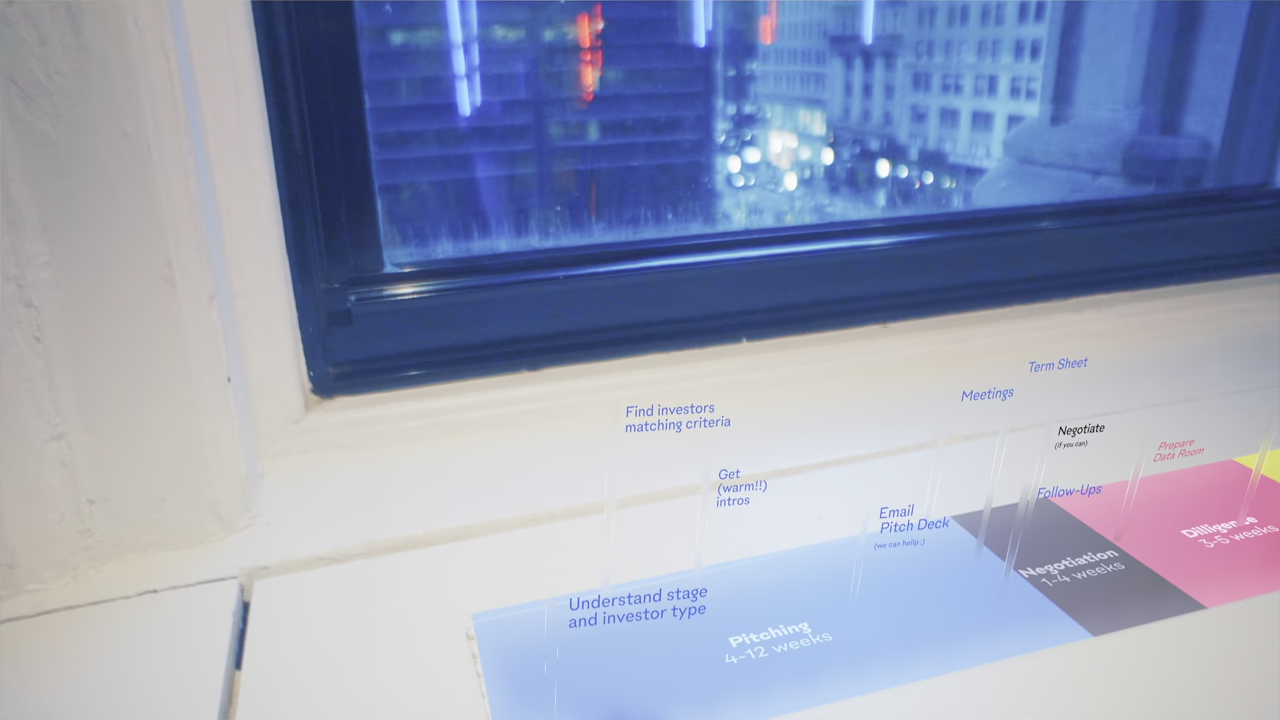 Term Sheet
Meetings
Find investors
matching criteria
Negotiate
(if you can)
Prepare
Data Room
Get
(warm!!)
intros
Follow-Ups
Email
Pitch Deck
(we can hellp :)
Understand stage
and investor type
Pitching
4-12 weeks
Negotiation
1-4 weeks
3-5 weeks